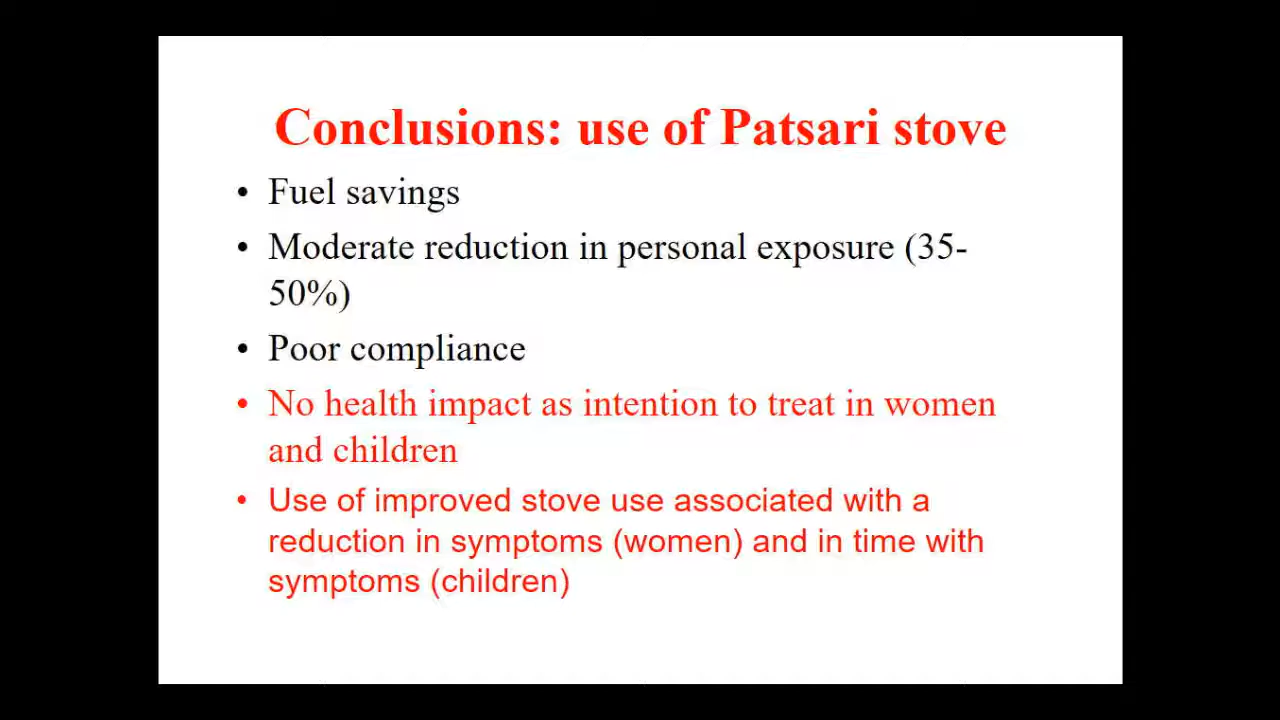 Conclusions: use of Patsari stove
• Fuel savings
• Moderate reduction in personal exposure (35-
50%)
• Poor compliance
• No health impact as intention to treat in women
and children
• Use of improved stove use associated with a
reduction in symptoms (women) and in time with
symptoms (children)